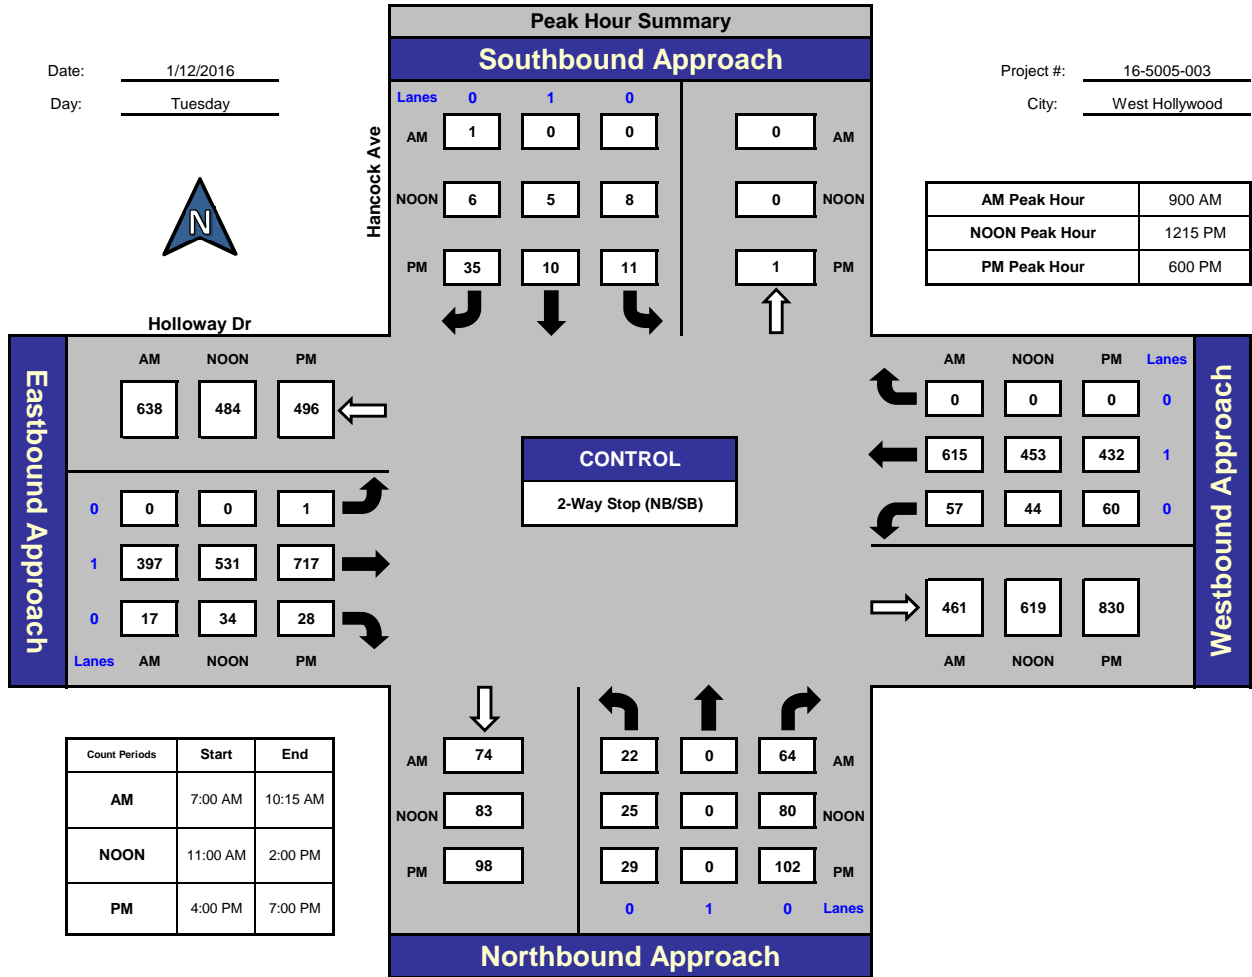 Peak Hour Summary
Southbound Approach
Date: 1/12/2016
Day: Tuesday
Project #: 16-5005-003
City: West Hollywood
N
Hancock Ave
Lanes 0 1 0
AM 1 0 0 0 AM
NOON 6 5 8 0 NOON
PM 35 10 11 1 PM
AM Peak Hour 900 AM
NOON Peak Hour 1215 PM
PM Peak Hour 600 PM
Holloway Dr
Eastbound Approach
AM NOON PM
638 484 496
0 0 0 1
1 397 531 717
0 17 34 28
Lanes AM NOON PM
CONTROL
2-Way Stop (NB/SB)
AM NOON PM Lanes
0 0 0 0
615 453 432 1
57 44 60 0
461 619 830
AM NOON PM
Westbound Approach
Count Periods Start End
AM 7:00 AM 10:15 AM
NOON 11:00 AM 2:00 PM
PM 4:00 PM 7:00 PM
AM 74 22 0 64 AM
NOON 83 25 0 80 NOON
PM 98 29 0 102 PM
0 1 0 Lanes
Northbound Approach